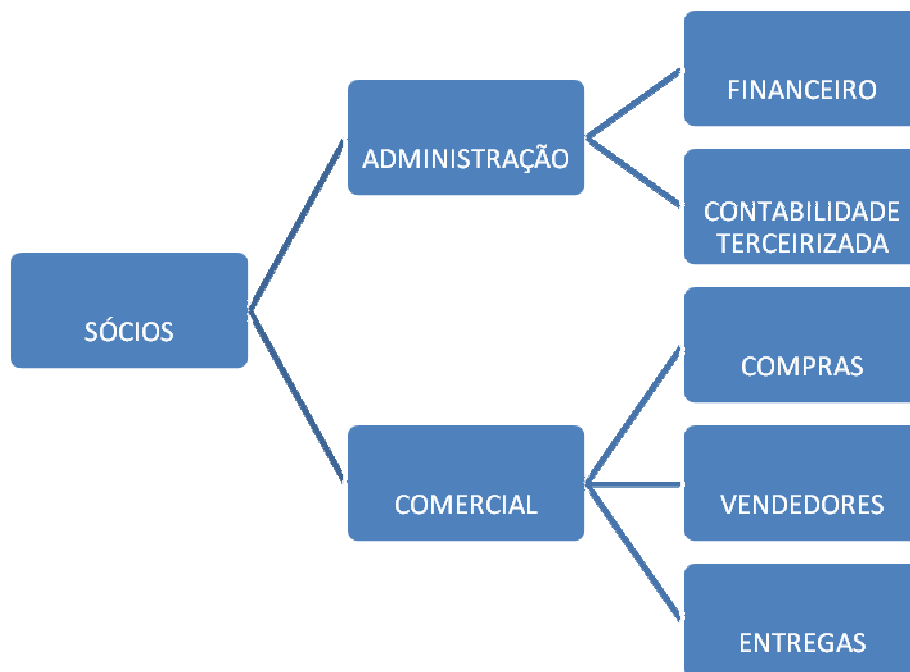 SÓCIOS
ADMINISTRAÇÃO
FINANCEIRO
CONTABILIDADE
TERCEIRIZADA
COMERCIAL
COMPRAS
VENDEDORES
ENTREGAS